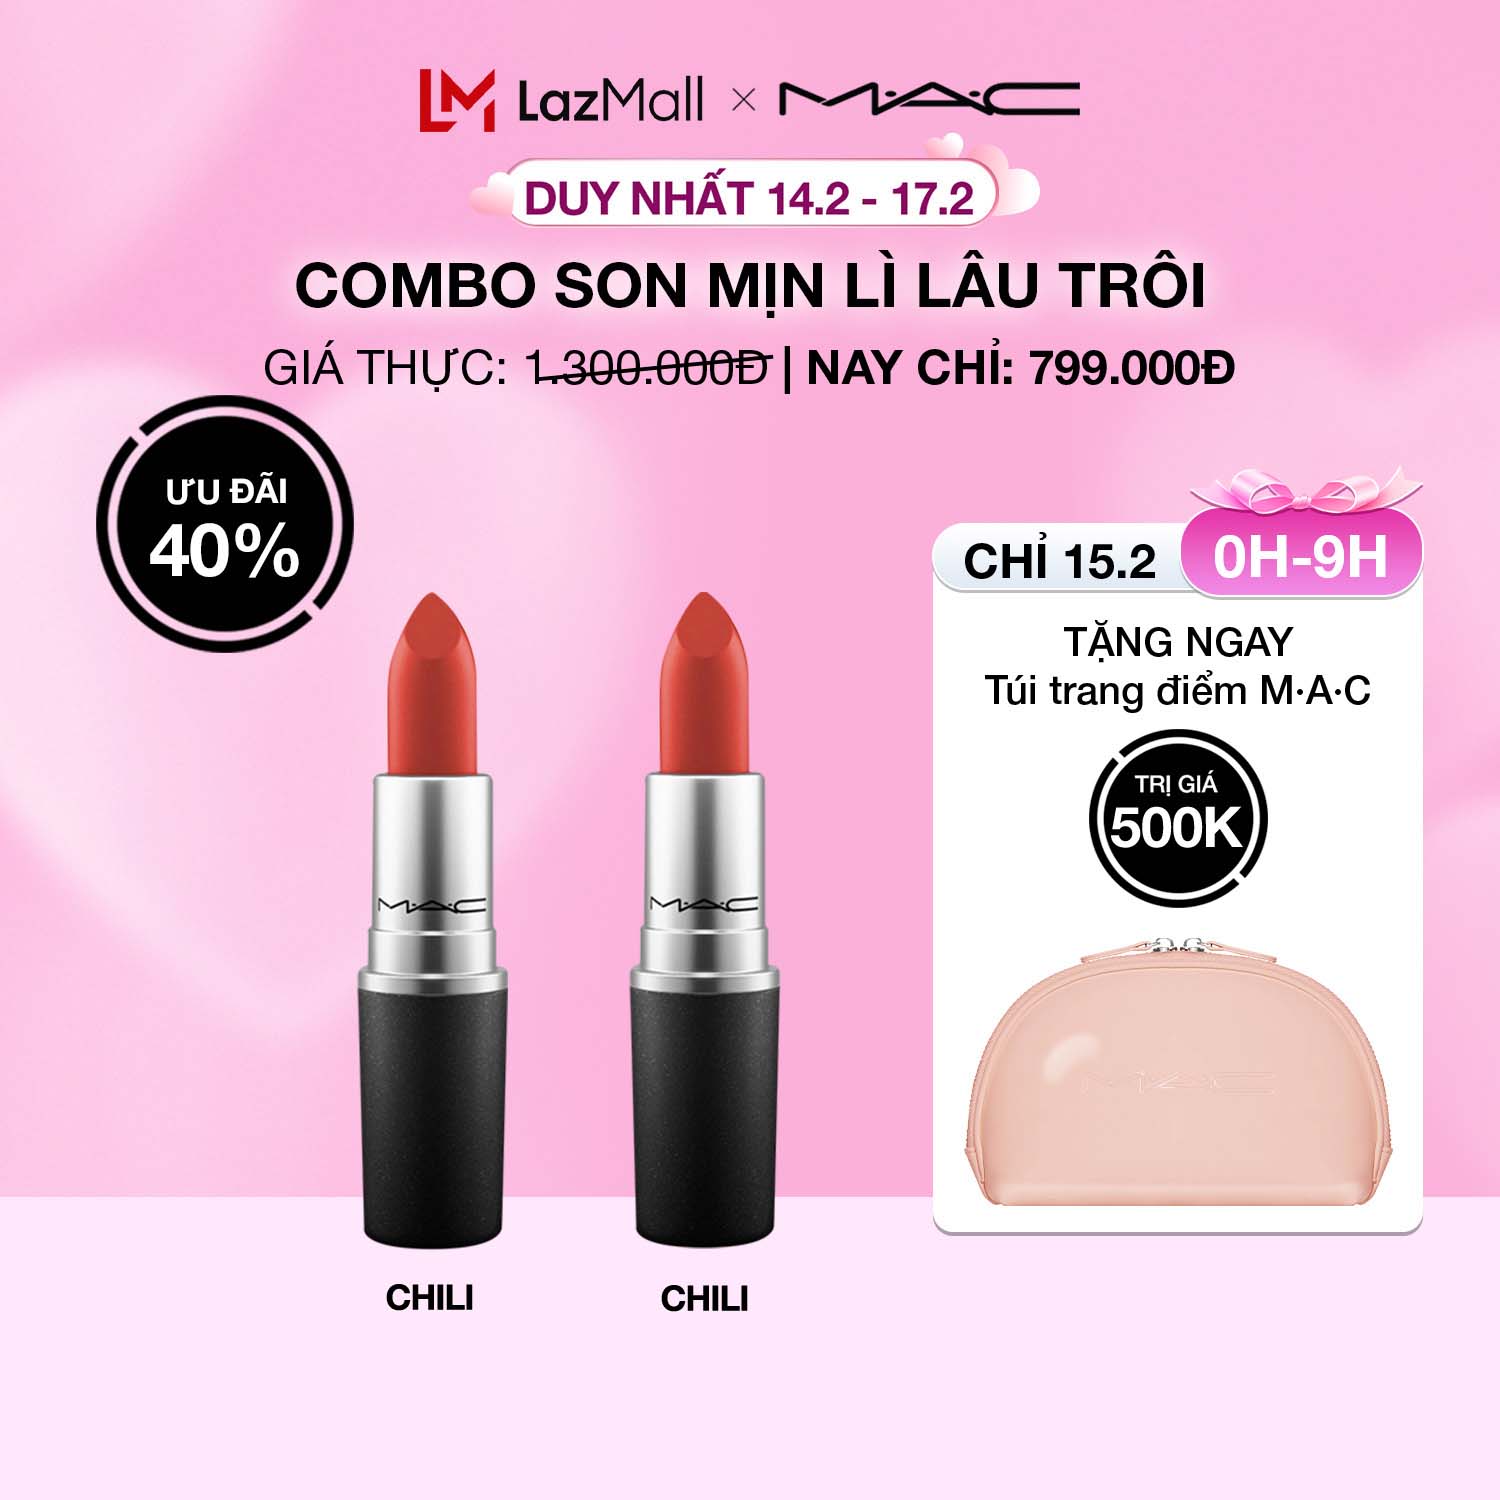 LM LazMall × M·A·C
DUY NHẤT 14.2 - 17.2
COMBO SON MỊN LÌ LÂU TRÔI
GIÁ THỰC: 1.300.000Đ | NAY CHỈ: 799.000Đ
ƯU ĐÃI
40%
CHỈ 15.2 0H-9H
TẶNG NGAY
Túi trang điểm M·A·C
TRỊ GIÁ
500K
M·A·C
M·A·C
M·A·C
CHILI
CHILI